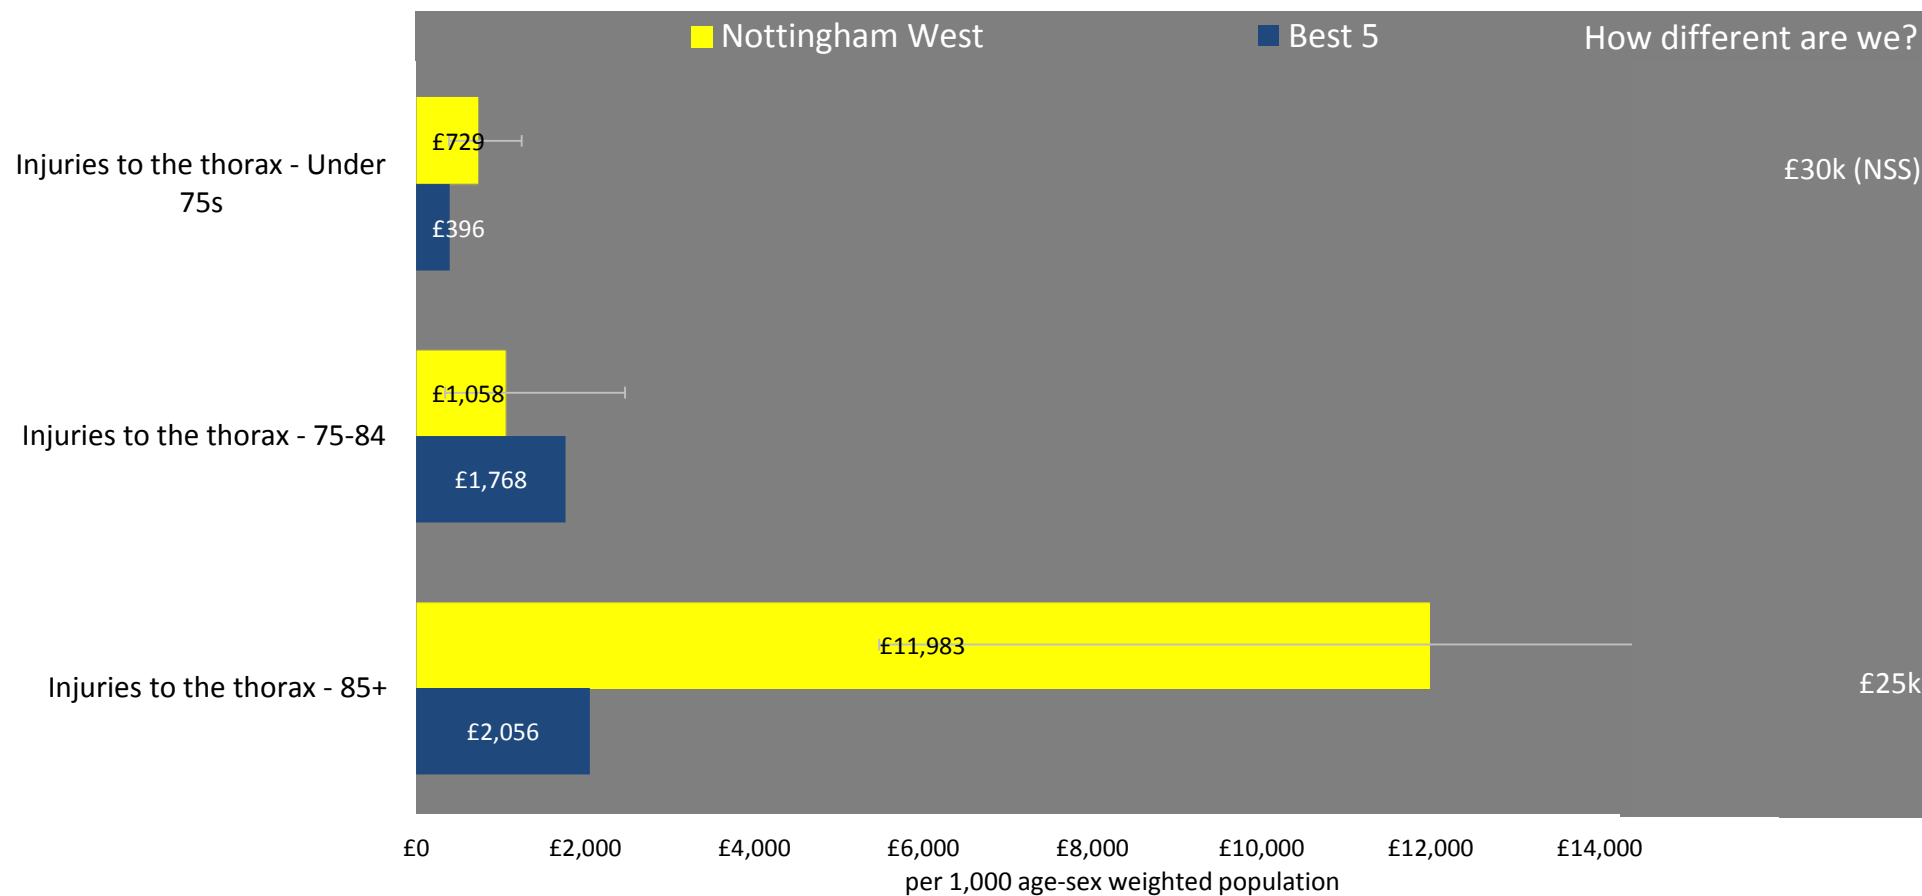 Nottingham West
Best 5
How different are we?
Injuries to the thorax - Under
75s
£729
£396
£30k (NSS)
Injuries to the thorax - 75-84
£1,058
£1,768
Injuries to the thorax - 85+
£11,983
£2,056
£25k
£0 £2,000 £4,000 £6,000 £8,000 £10,000 £12,000 £14,000
per 1,000 age-sex weighted population